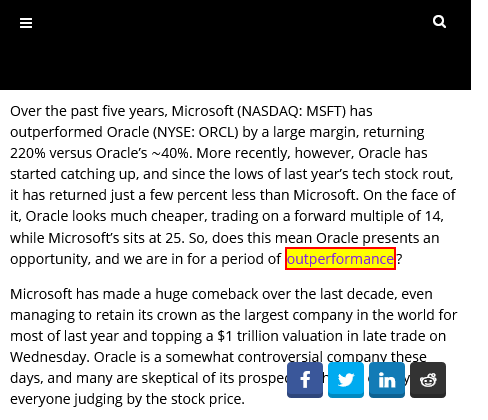 Over the past five years, Microsoft (NASDAQ: MSFT) has
outperformed Oracle (NYSE: ORCL) by a large margin, returning
220% versus Oracle’s ~40%. More recently, however, Oracle has
started catching up, and since the lows of last year’s tech stock rout,
it has returned just a few percent less than Microsoft. On the face of
it, Oracle looks much cheaper, trading on a forward multiple of 14,
while Microsoft’s sits at 25. So, does this mean Oracle presents an
opportunity, and we are in for a period of outperformance?
Microsoft has made a huge comeback over the last decade, even
managing to retain its crown as the largest company in the world for
most of last year and topping a $1 trillion valuation in late trade on
Wednesday. Oracle is a somewhat controversial company these
days, and many are skeptical of its
everyone judging by the stock price.